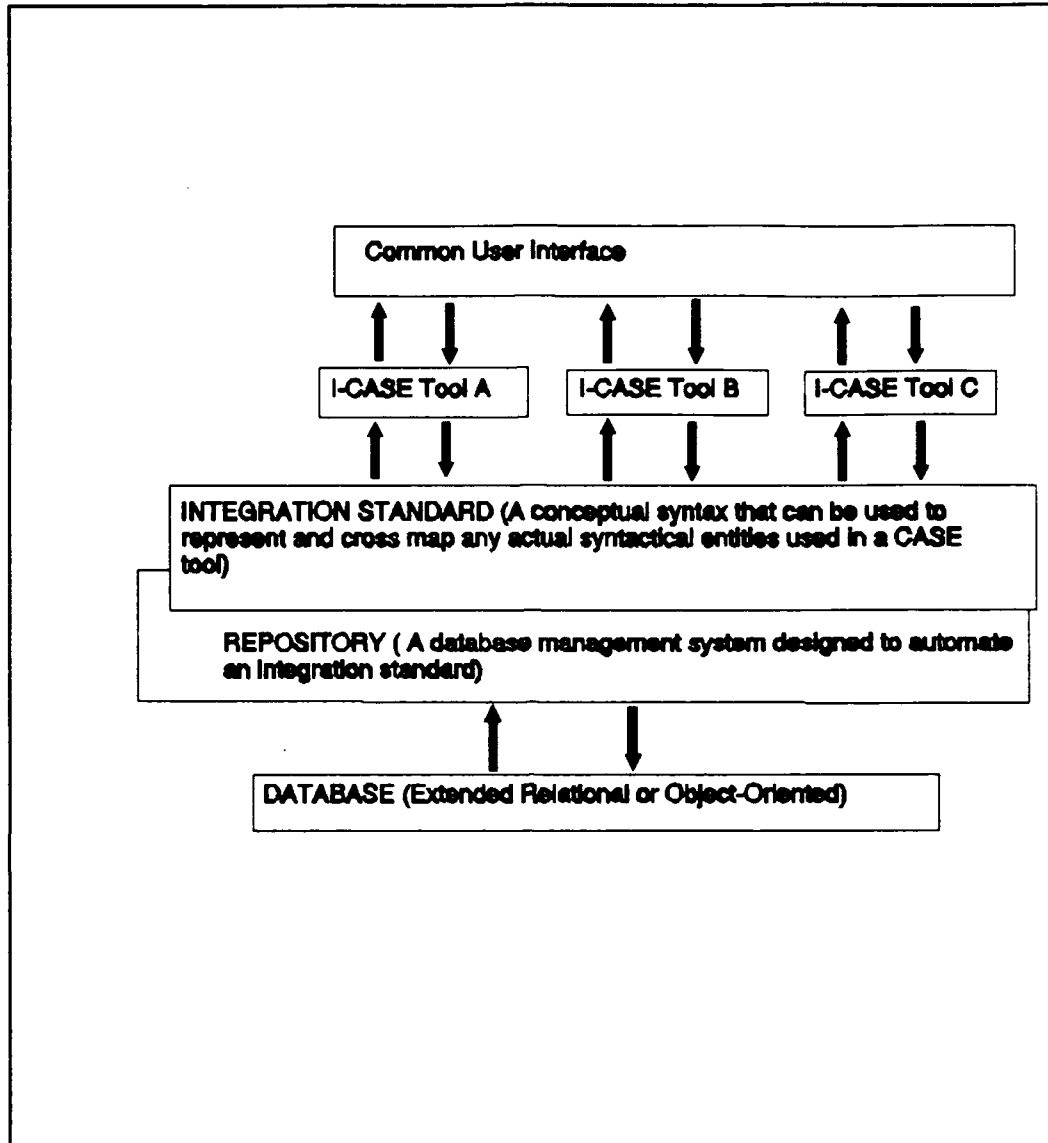 Common User Interface
I-CASE Tool A
I-CASE Tool B
I-CASE Tool C
INTEGRATION STANDARD (A conceptual syntax that can be used to
represent and cross map any actual syntactical entities used in a CASE
tool)
REPOSITORY ( A database management system designed to automate
an integration standard)
DATABASE (Extended Relational or Object-Oriented)